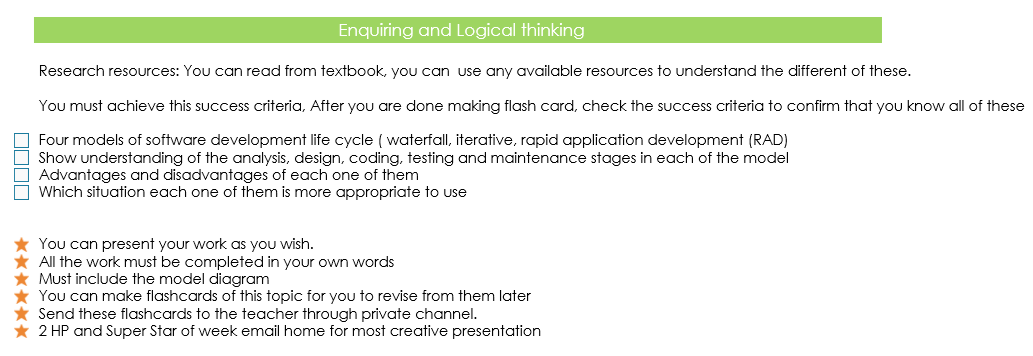 Enquiring and Logical thinking
Research resources: You can read from textbook, you can  use any available resources to understand the different of these.
You must achieve this success criteria, After you are done making flash card, check the success criteria to confirm that you know all of these
Four models of software development life cycle ( waterfall, iterative, rapid application development (RAD)
Show understanding of the analysis, design, coding, testing and maintenance stages in each of the model
Advantages and disadvantages of each one of them
Which situation each one of them is more appropriate to use
You can present your work as you wish.
All the work must be completed in your own words
Must include the model diagram
You can make flashcards of this topic for you to revise from them later
Send these flashcards to the teacher through private channel.
2 HP and Super Star of week email home for most creative presentation